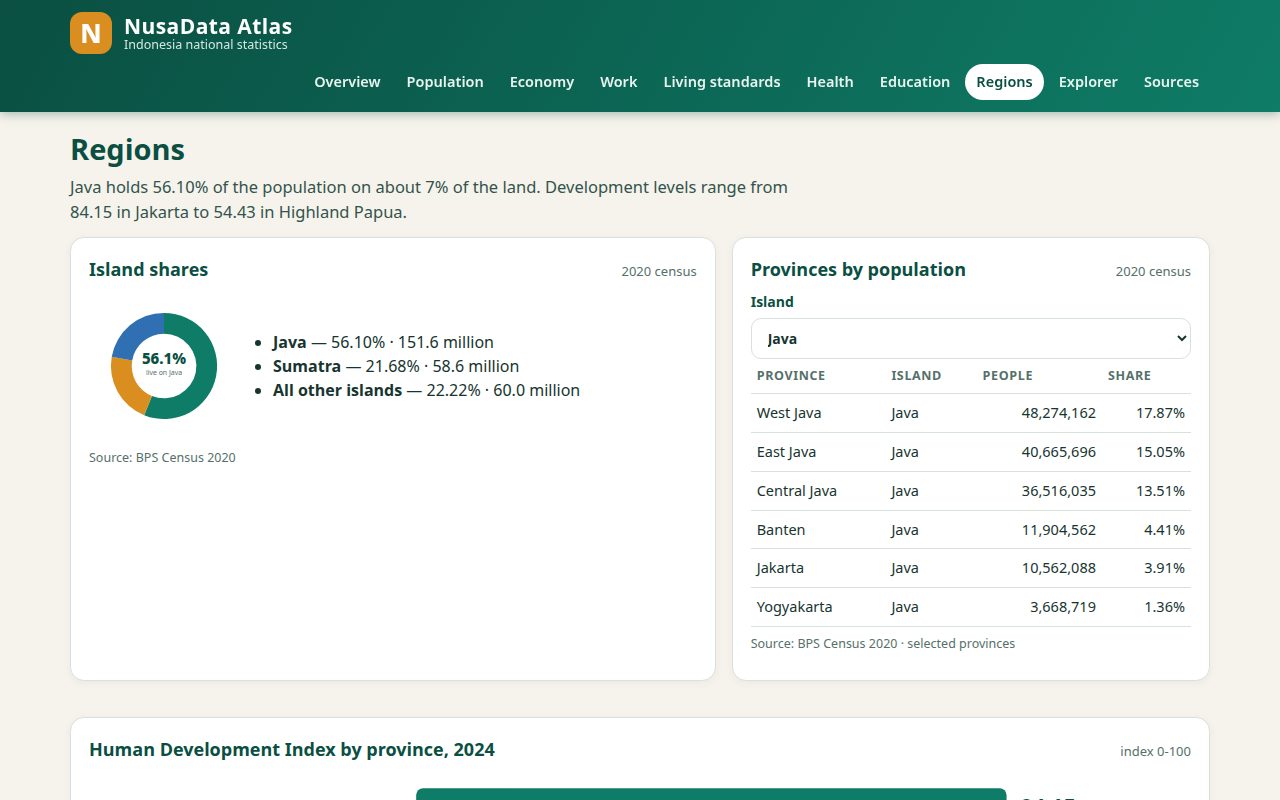 N
NusaData Atlas
Indonesia national statistics
Overview Population Economy Work Living standards Health Education Regions Explorer Sources
Regions
Java holds 56.10% of the population on about 7% of the land. Development levels range from
84.15 in Jakarta to 54.43 in Highland Papua.
Island shares
2020 census
56.1%
live on Java
• Java — 56.10% · 151.6 million
• Sumatra — 21.68% · 58.6 million
• All other islands — 22.22% · 60.0 million
Source: BPS Census 2020
Provinces by population
2020 census
Island
Java
PROVINCE ISLAND PEOPLE SHARE
West Java Java 48,274,162 17.87%
East Java Java 40,665,696 15.05%
Central Java Java 36,516,035 13.51%
Banten Java 11,904,562 4.41%
Jakarta Java 10,562,088 3.91%
Yogyakarta Java 3,668,719 1.36%
Source: BPS Census 2020 · selected provinces
Human Development Index by province, 2024
index 0-100